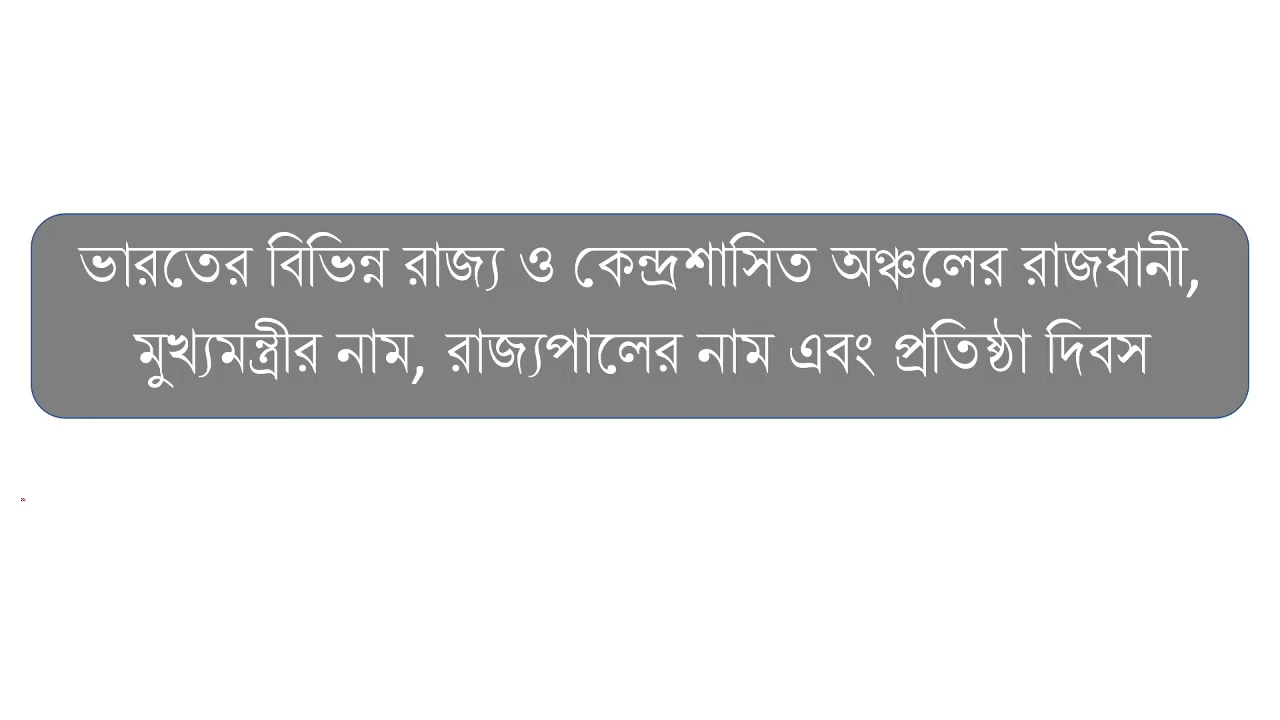 ভারতের বিভিন্ন রাজ্য ও কেন্দ্রশাসিত অঞ্চলের রাজধানী,
মুখ্যমন্ত্রীর নাম, রাজ্যপালের নাম এবং প্রতিষ্ঠা দিবস